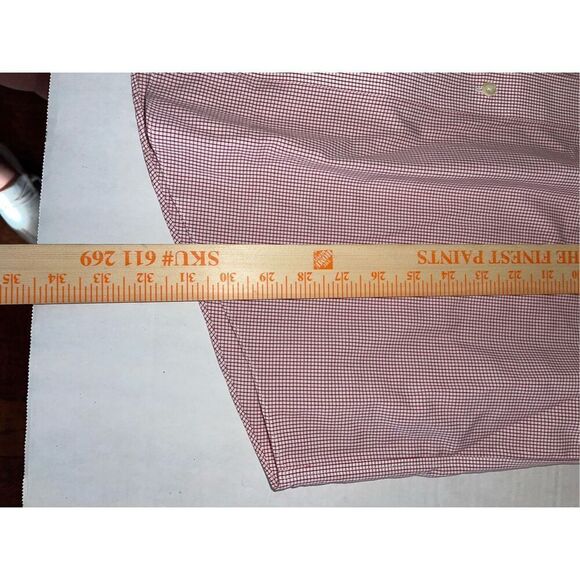 HE FINEST PAINTS
SKU# 611 269
21 22 23 24 25 26 27 28 29 30 31 32 33 34 35